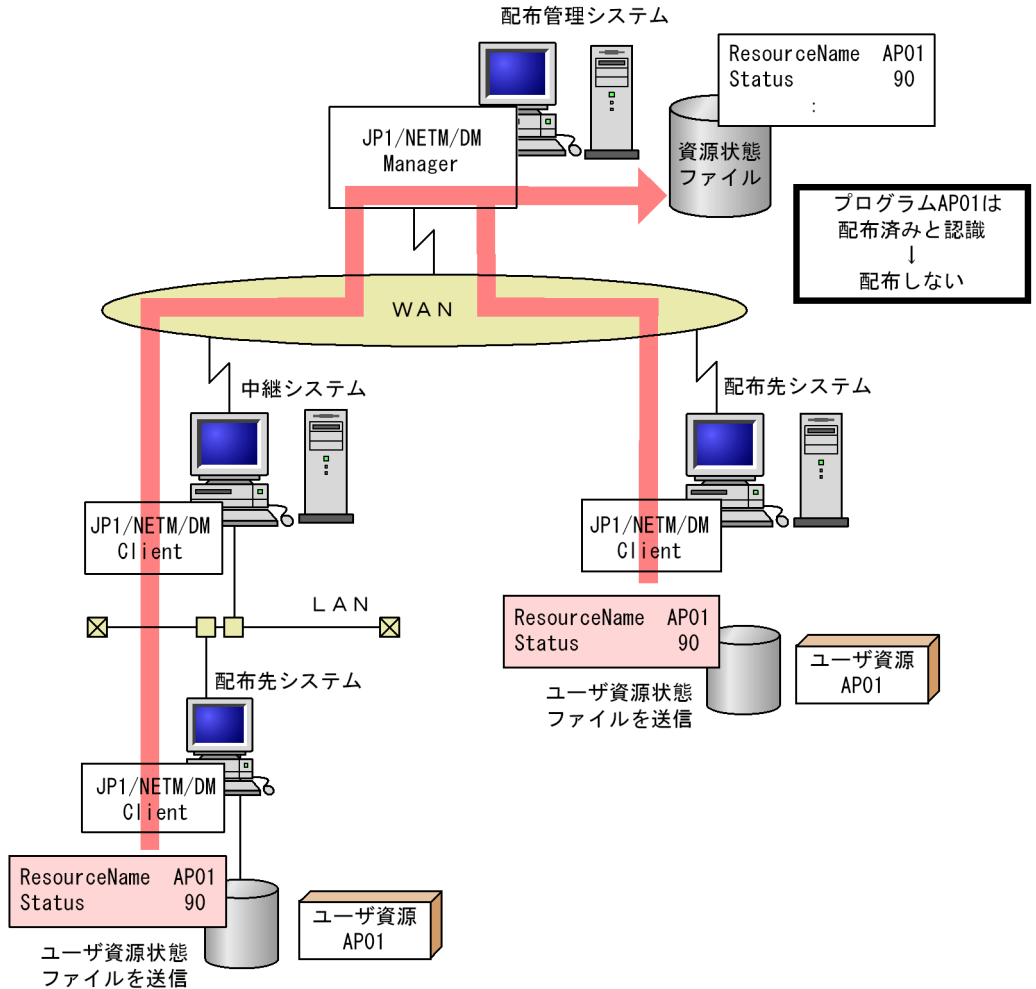 配布管理システム
ResourceName AP01
Status 90
:
JP1/NETM/DM
Manager
資源状態
ファイル
プログラムAP01は
配布済みと認識
↓
配布しない
ＷＡＮ
中継システム
配布先システム
JP1/NETM/DM
Client
JP1/NETM/DM
Client
ＬＡＮ
ResourceName AP01
Status 90
ユーザ資源
AP01
ユーザ資源状態
ファイルを送信
配布先システム
JP1/NETM/DM
Client
ResourceName AP01
Status 90
ユーザ資源
AP01
ユーザ資源状態
ファイルを送信